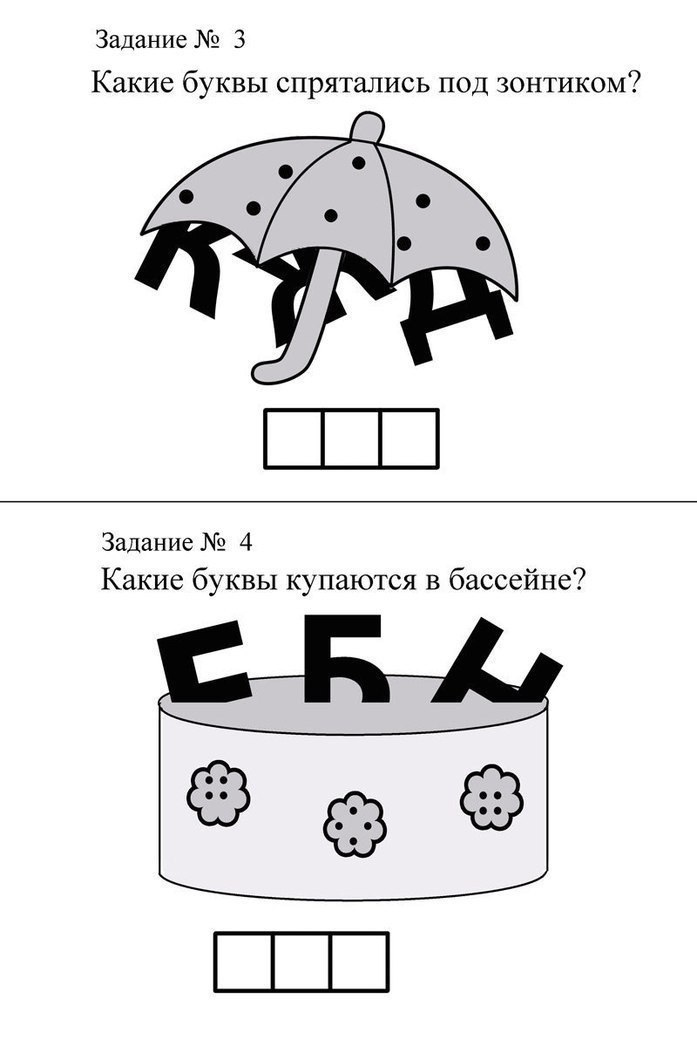 Задание № 3
Какие буквы спрятались под зонтиком?
Задание № 4
Какие буквы купаются в бассейне?